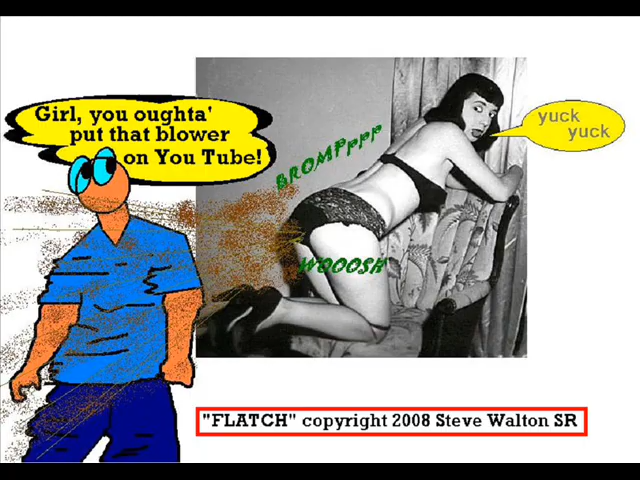 Girl, you oughta'
put that blower
on You Tube!
BROMPppp
WOOOSH
yuck
yuck
"FLATCH" copyright 2008 Steve Walton SR